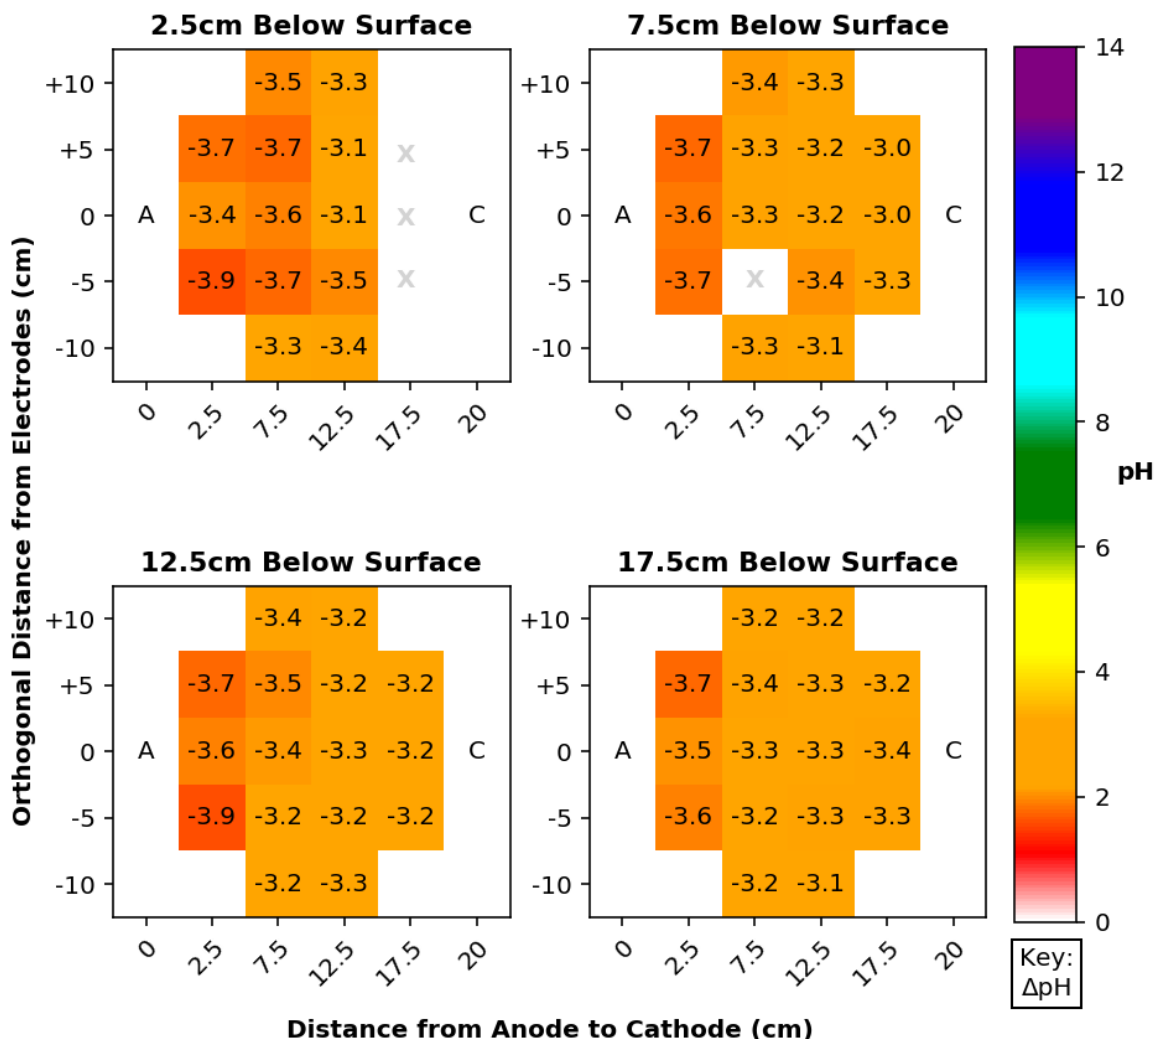 2.5cm Below Surface
+10 -3.5 -3.3
+5 -3.7 -3.7 -3.1 X
0 A -3.4 -3.6 -3.1 X C
-5 -3.9 -3.7 -3.5 X
-10 -3.3 -3.4
0 2.5 7.5 12.5 17.5 20
7.5cm Below Surface
+10 -3.4 -3.3
+5 -3.7 -3.3 -3.2 -3.0
0 A -3.6 -3.3 -3.2 -3.0 C
-5 -3.7 X -3.4 -3.3
-10 -3.3 -3.1
0 2.5 7.5 12.5 17.5 20
12.5cm Below Surface
+10 -3.4 -3.2
+5 -3.7 -3.5 -3.2 -3.2
0 A -3.6 -3.4 -3.3 -3.2 C
-5 -3.9 -3.2 -3.2 -3.2
-10 -3.2 -3.3
0 2.5 7.5 12.5 17.5 20
17.5cm Below Surface
+10 -3.2 -3.2
+5 -3.7 -3.4 -3.3 -3.2
0 A -3.5 -3.3 -3.3 -3.4 C
-5 -3.6 -3.2 -3.3 -3.3
-10 -3.2 -3.1
0 2.5 7.5 12.5 17.5 20
Orthogonal Distance from Electrodes (cm)
Distance from Anode to Cathode (cm)
14
12
10
8
6
4
2
0
pH
Key:
ΔpH